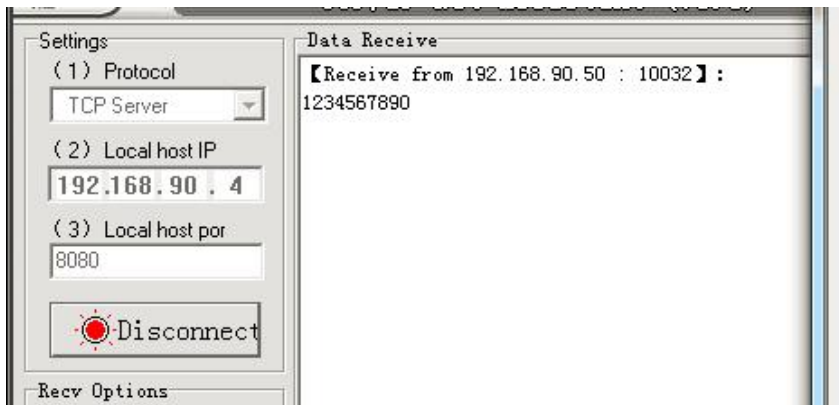 Settings
(1) Protocol
TCP Server
(2) Local host IP
192.168.90.4
(3) Local host por
8080
Disconnect
Recv Options
Data Receive
【Receive from 192.168.90.50 : 10032】:
1234567890